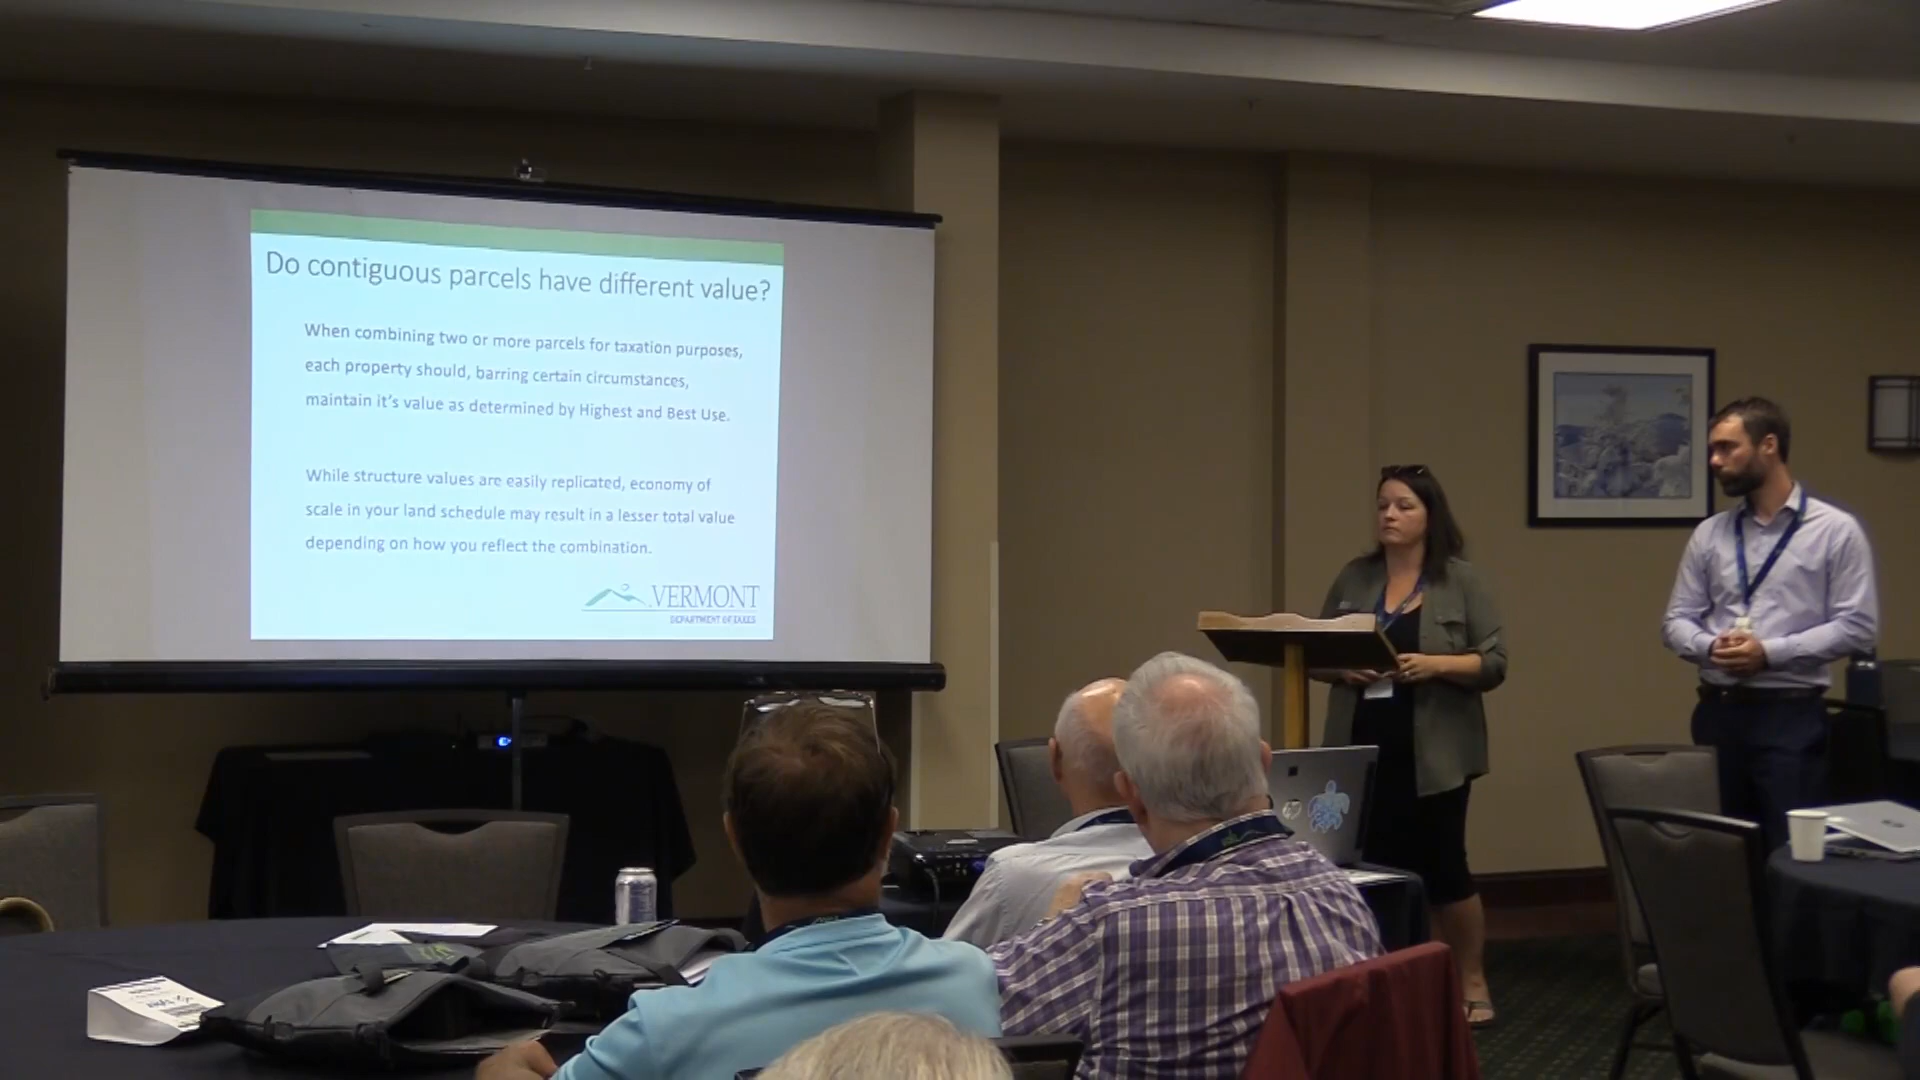 Do contiguous parcels have different value?
When combining two or more parcels for taxation purposes,
each property should, barring certain circumstances,
maintain it's value as determined by Highest and Best Use.
While structure values are easily replicated, economy of
scale in your land schedule may result in a lesser total value
depending on how you reflect the combination.
VERMONT
DEPARTMENT OF TAXES